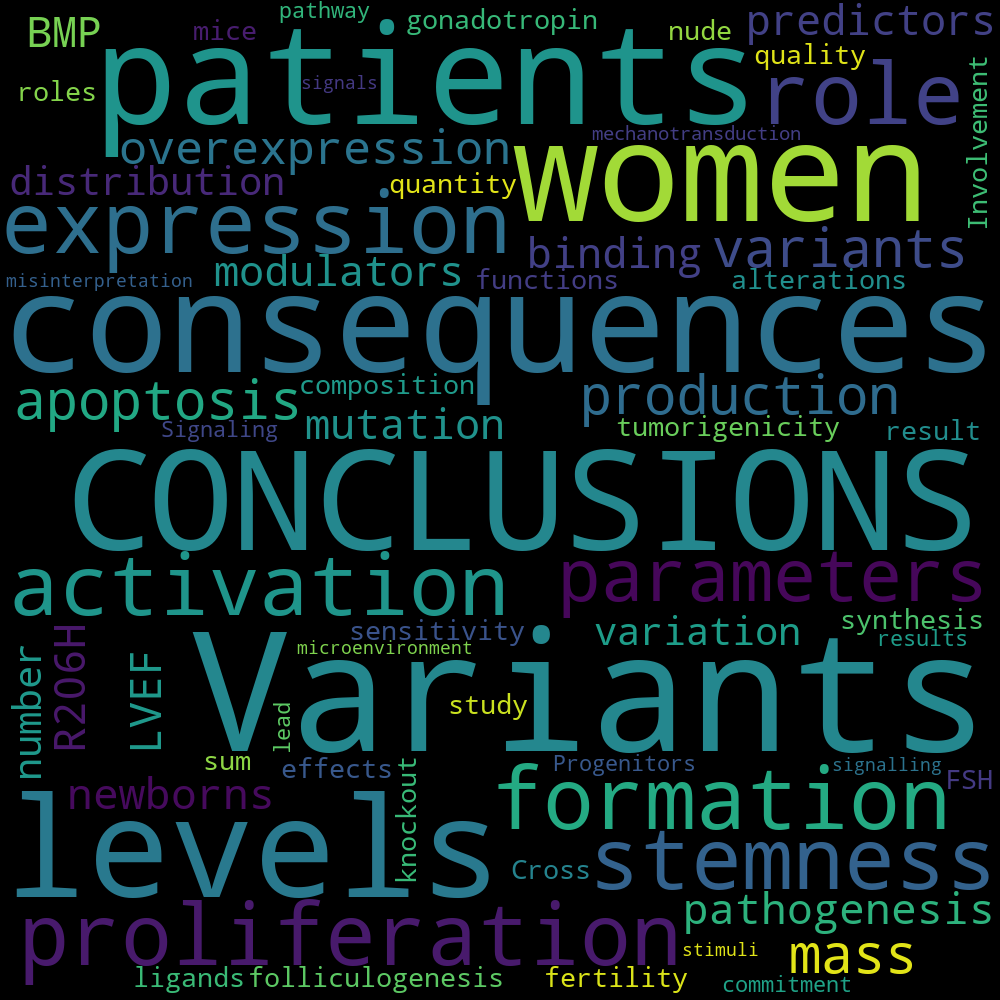 pathway
BMP
mice
gonadotropin
nude
predictors
patients
quality
signals
role
roles
mechanotransduction
overexpression
women
Involvement
distribution
quantity
expression
binding
variants
modulators
misinterpretation
functions
alterations
consequences
apoptosis
composition
production
Signaling
mutation
tumorigenicity
result
CONCLUSIONS
activation
parameters
synthesis
number
R2O6H
LVEF
sensitivity
variation
results
microenvironment
Variants
lead
study
sum
effects
Progenitors
signalling
FSH
newborns
knockout
formation
levels
Cross
stemness
proliferation
pathogenesis
stimuli
mass
ligands
folliculogenesis
fertility
commitment